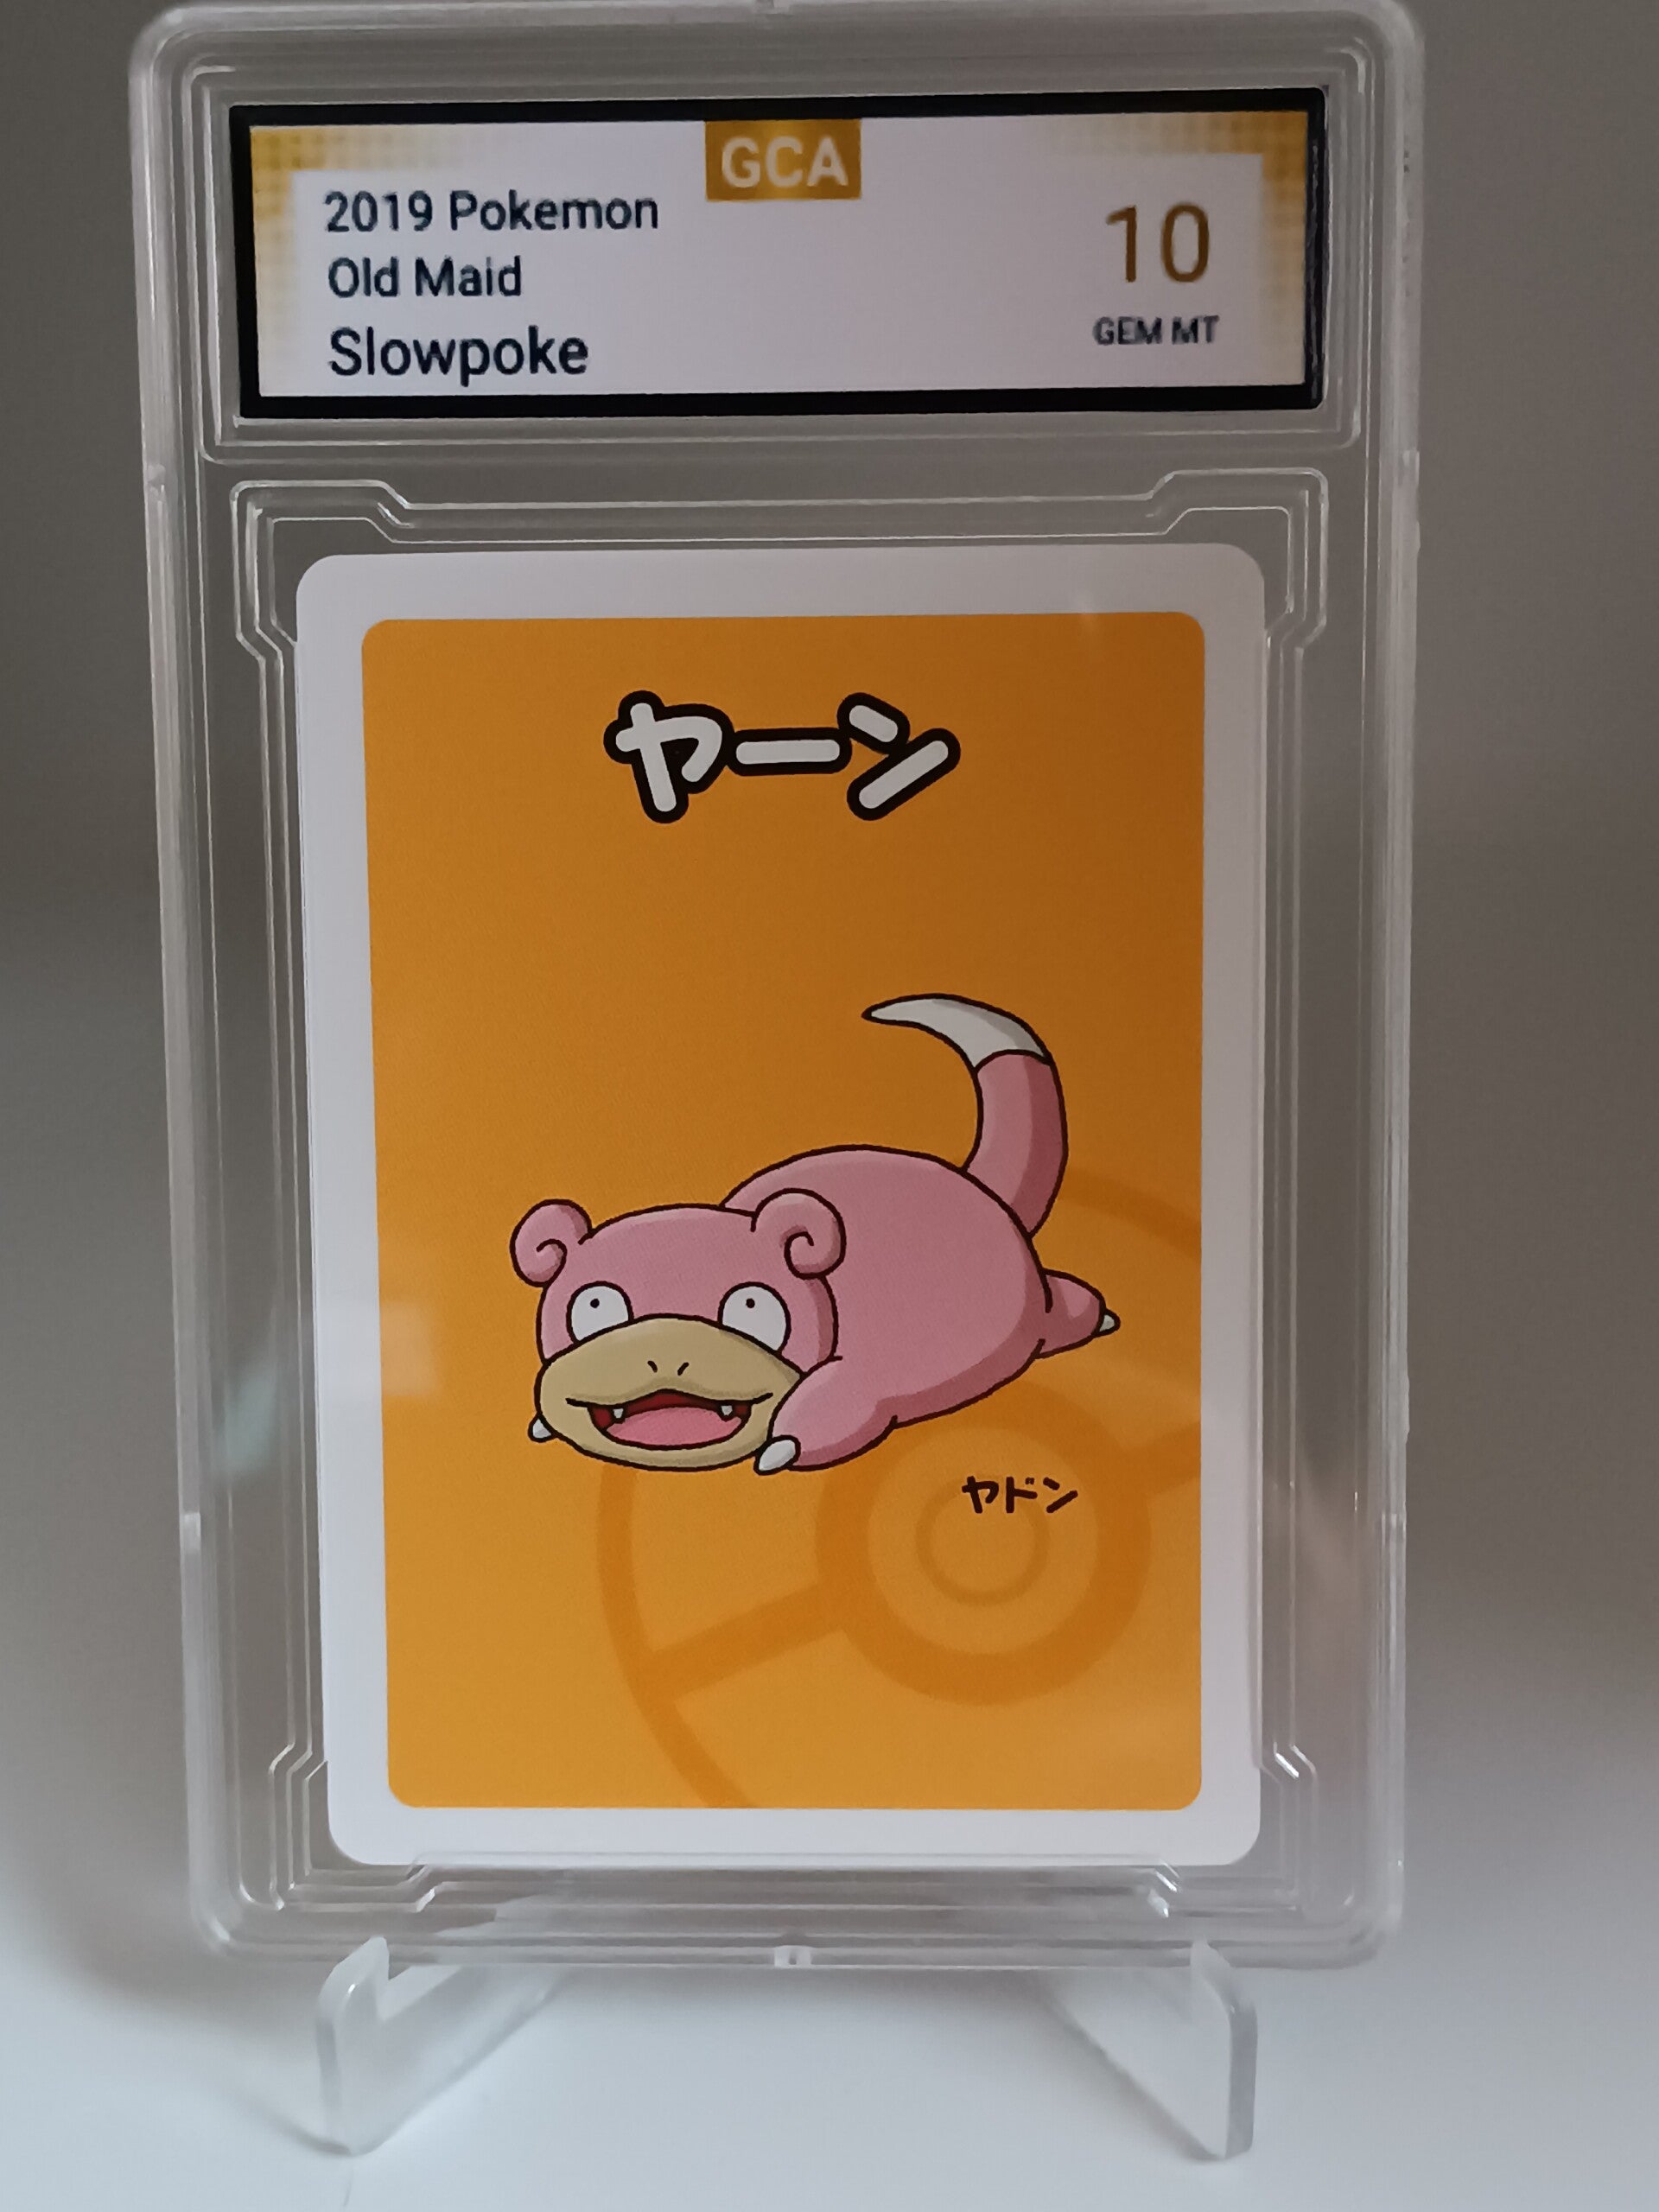 GCA
2019 Pokemon
Old Maid
Slowpoke
10
GEM MT
ヤーン
ヤドン